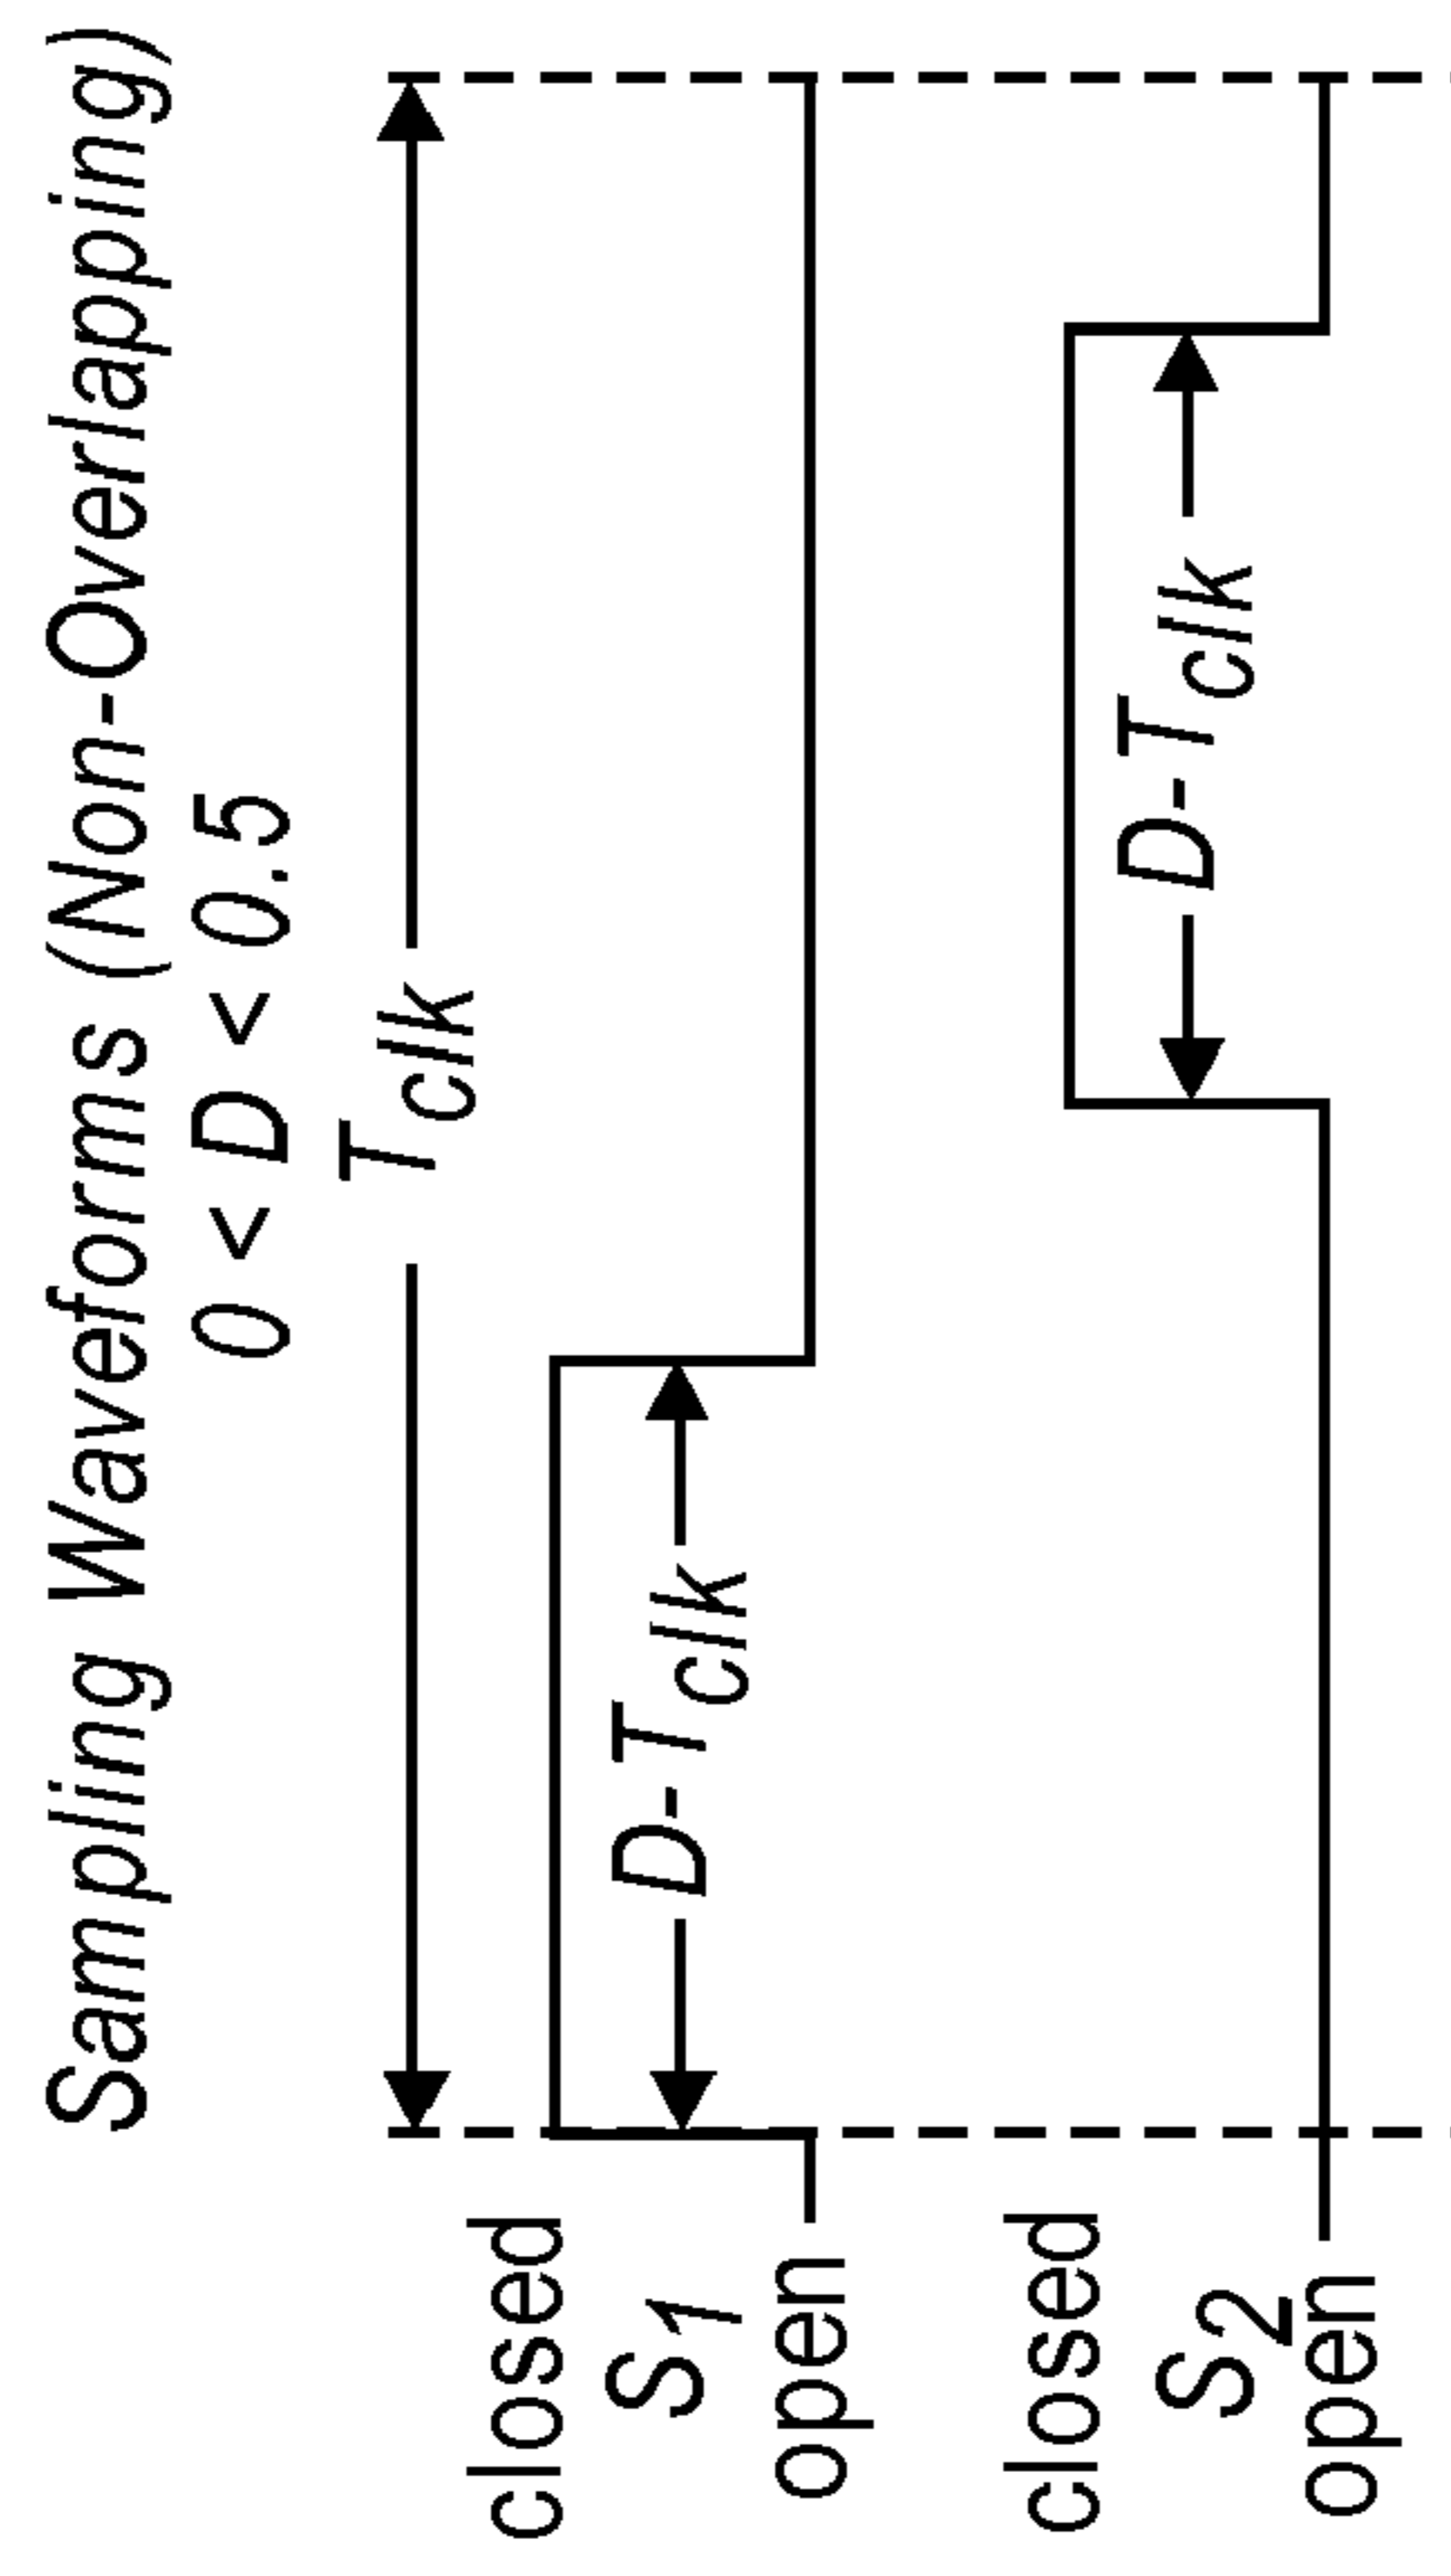 Sampling Waveforms (Non-Overlapping)
0 < D < 0.5
Tclk
closed
S1
D-Tclk
open
closed
S2
D-Tclk
open